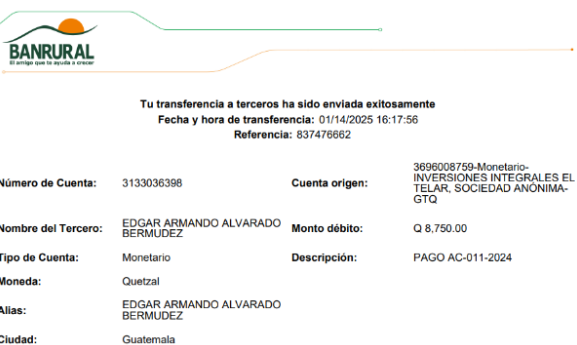 BANRURAL
El amigo que te ayuda a crecer
Tu transferencia a terceros ha sido enviada exitosamente
Fecha y hora de transferencia: 01/14/2025 16:17:56
Referencia: 837476662
Número de Cuenta: 3133036398
Cuenta origen: 3696008759-Monetario-
INVERSIONES INTEGRALES EL
TELAR, SOCIEDAD ANÓNIMA-
GTQ
Nombre del Tercero: EDGAR ARMANDO ALVARADO
BERMUDEZ
Monto débito: Q 8,750.00
Tipo de Cuenta: Monetario
Descripción: PAGO AC-011-2024
Moneda: Quetzal
Alias: EDGAR ARMANDO ALVARADO
BERMUDEZ
Ciudad: Guatemala